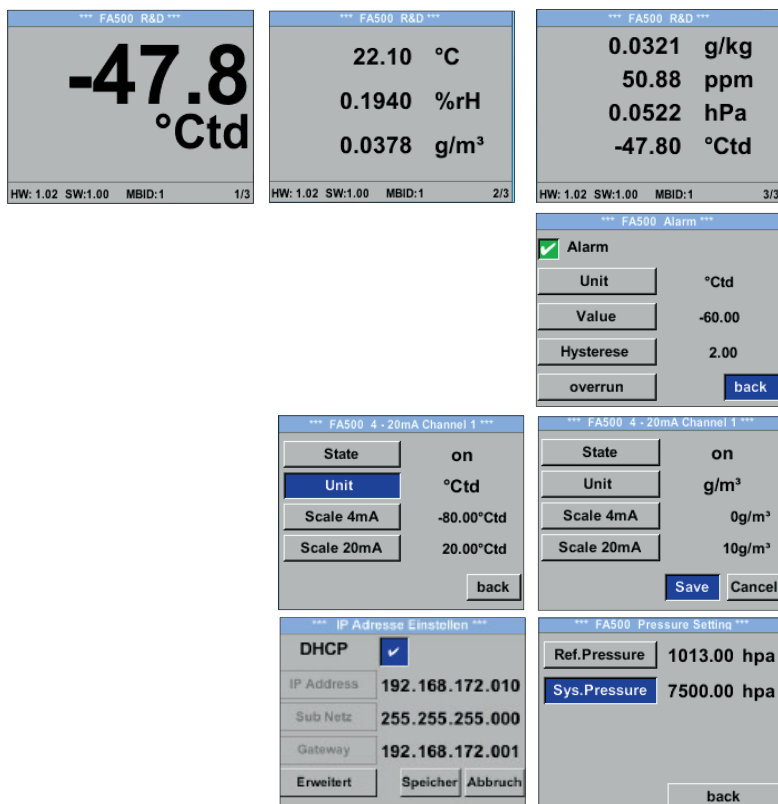 *** FA500 R&D ***
-47.8
°Ctd
HW: 1.02 SW:1.00 MBID:1 1/3
*** FA500 R&D ***
22.10 °C
0.1940 %rH
0.0378 g/m³
HW: 1.02 SW:1.00 MBID:1 2/3
*** FA500 R&D ***
0.0321 g/kg
50.88 ppm
0.0522 hPa
-47.80 °Ctd
HW: 1.02 SW:1.00 MBID:1 3/3
*** FA500 Alarm ***
Alarm
Unit °Ctd
Value -60.00
Hysterese 2.00
overrun back
*** FA500 4 - 20mA Channel 1 ***
State on
Unit °Ctd
Scale 4mA -80.00°Ctd
Scale 20mA 20.00°Ctd
back
*** FA500 4 - 20mA Channel 1 ***
State on
Unit g/m³
Scale 4mA 0g/m³
Scale 20mA 10g/m³
Save Cancel
*** IP Adresse Einstellen ***
DHCP
IP Address 192.168.172.010
Sub Netz 255.255.255.000
Gateway 192.168.172.001
Erweitert Speicher Abbruch
*** FA500 Pressure Setting ***
Ref.Pressure 1013.00 hpa
Sys.Pressure 7500.00 hpa
back